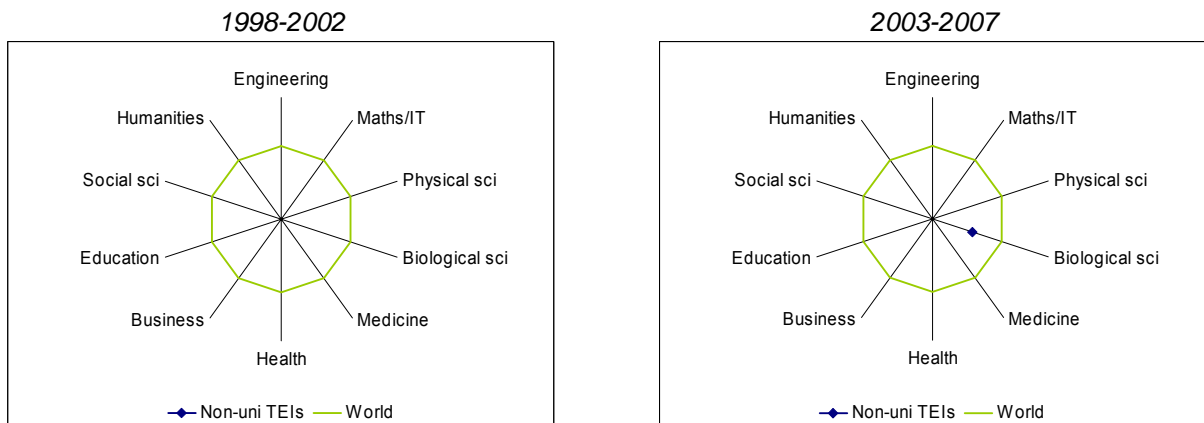 1998-2002
Engineering
Humanities
Maths/IT
Social sci
Physical sci
Education
Biological sci
Business
Medicine
Health
Non-uni TEIs World
2003-2007
Engineering
Humanities
Maths/IT
Social sci
Physical sci
Education
Biological sci
Business
Medicine
Health
Non-uni TEIs World